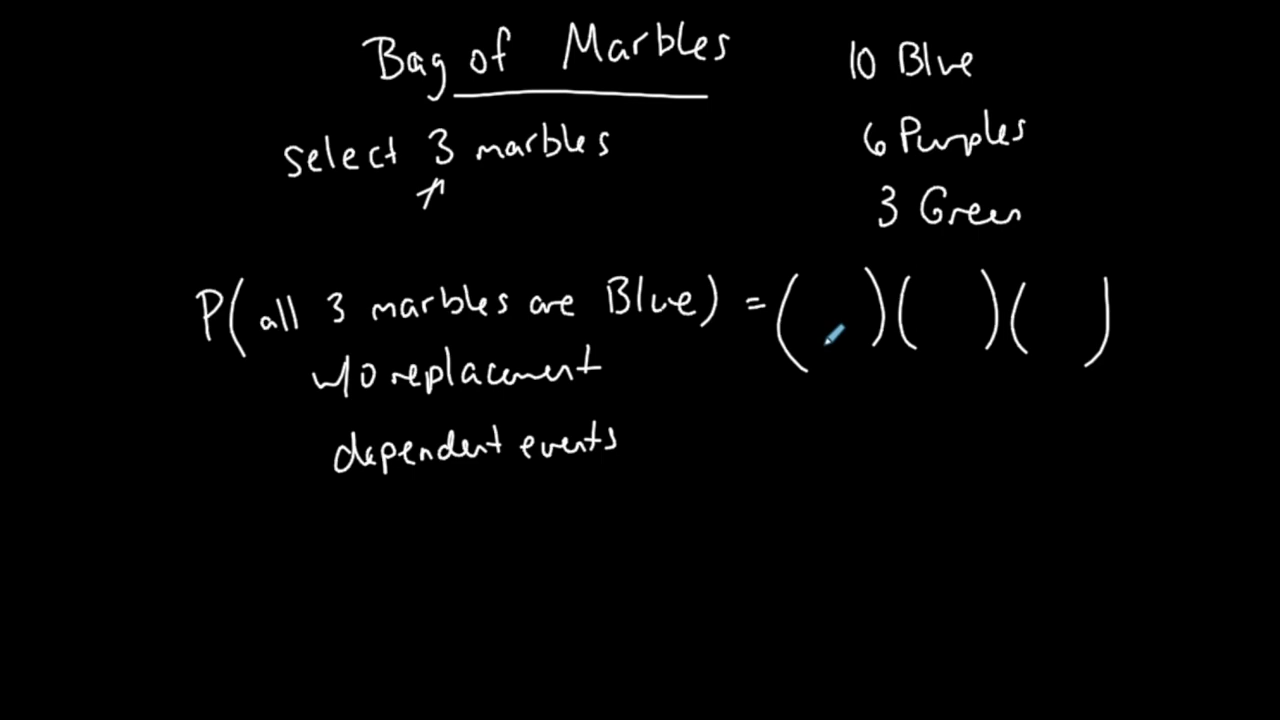 Bag of Marbles
10 Blue
select 3 marbles
6 Purples
3 Green
P(all 3 marbles are Blue) = ( )( )( )
w/o replacement
dependent events